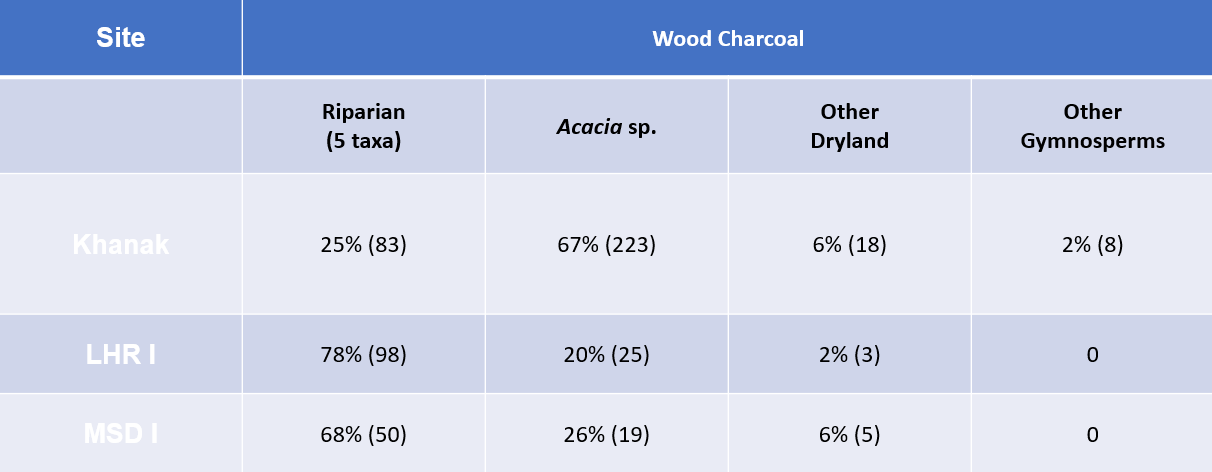 Site Wood Charcoal
Riparian
(5 taxa)
Acacia sp.
Other
Dryland
Other
Gymnosperms
Khanak 25% (83) 67% (223) 6% (18) 2% (8)
LHR I 78% (98) 20% (25) 2% (3) 0
MSD I 68% (50) 26% (19) 6% (5) 0